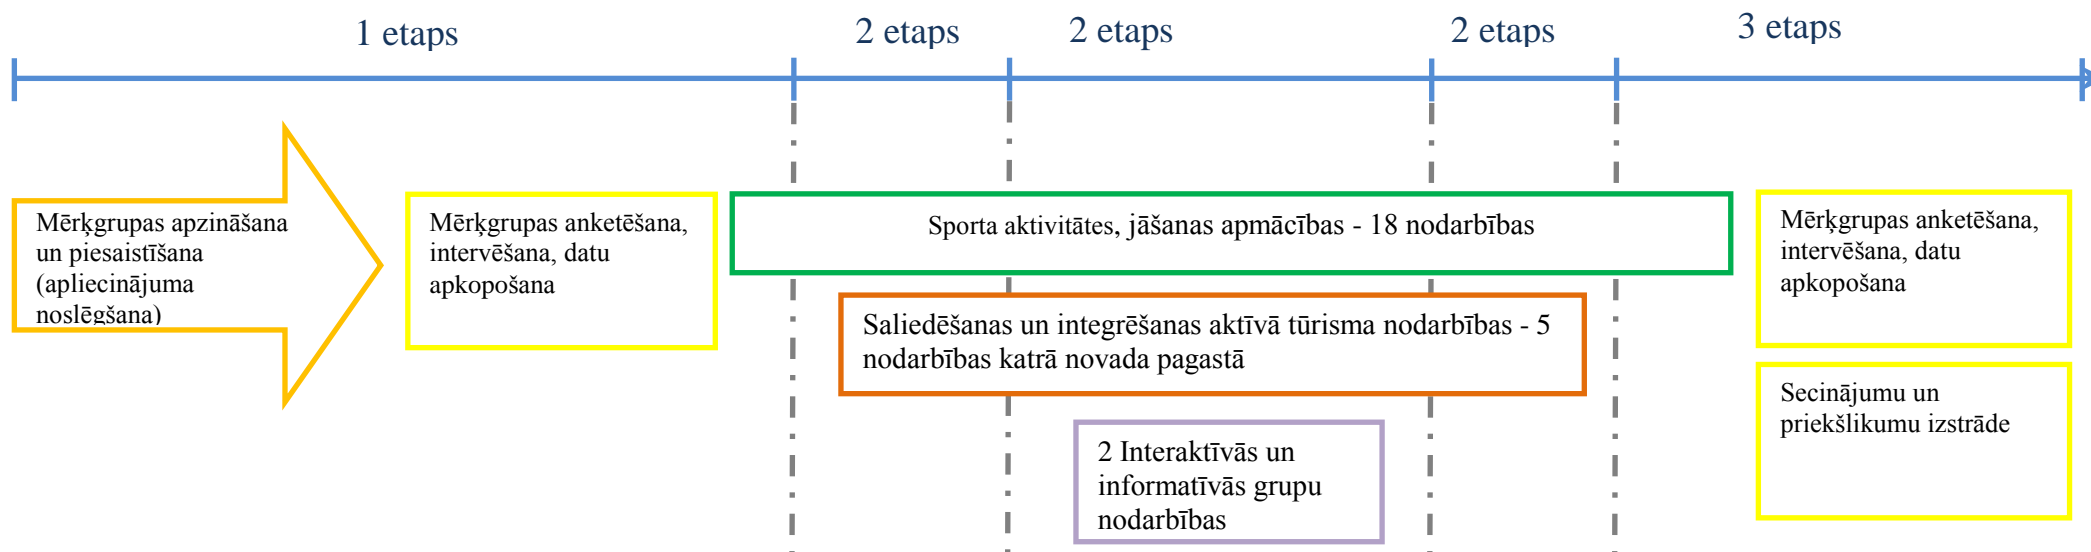 1 etaps
2 etaps
2 etaps
2 etaps
3 etaps
Mērķgrupas apzināšana
un piesaistīšana
(apliecinājuma
noslēgšana)
Mērķgrupas anketēšana,
intervēšana, datu
apkopošana
Sporta aktivitātes, jāšanas apmācības - 18 nodarbības
Mērķgrupas anketēšana,
intervēšana, datu
apkopošana
Saliedēšanas un integrēšanas aktīvā tūrisma nodarbības - 5
nodarbības katrā novada pagastā
Secinājumu un
priekšlikumu izstrāde
2 Interaktīvās un
informatīvās grupu
nodarbības